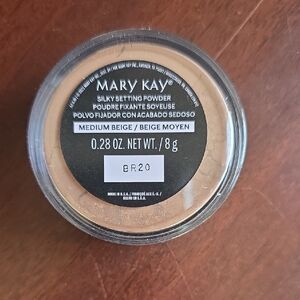 MARY KAY®
SILKY SETTING POWDER
POUDRE FIXANTE SOYEUSE
POLVO FIJADOR CON ACABADO SEDOSO
MEDIUM BEIGE / BEIGE MOYEN
0.28 OZ. NET WT. / 8 g
BR20